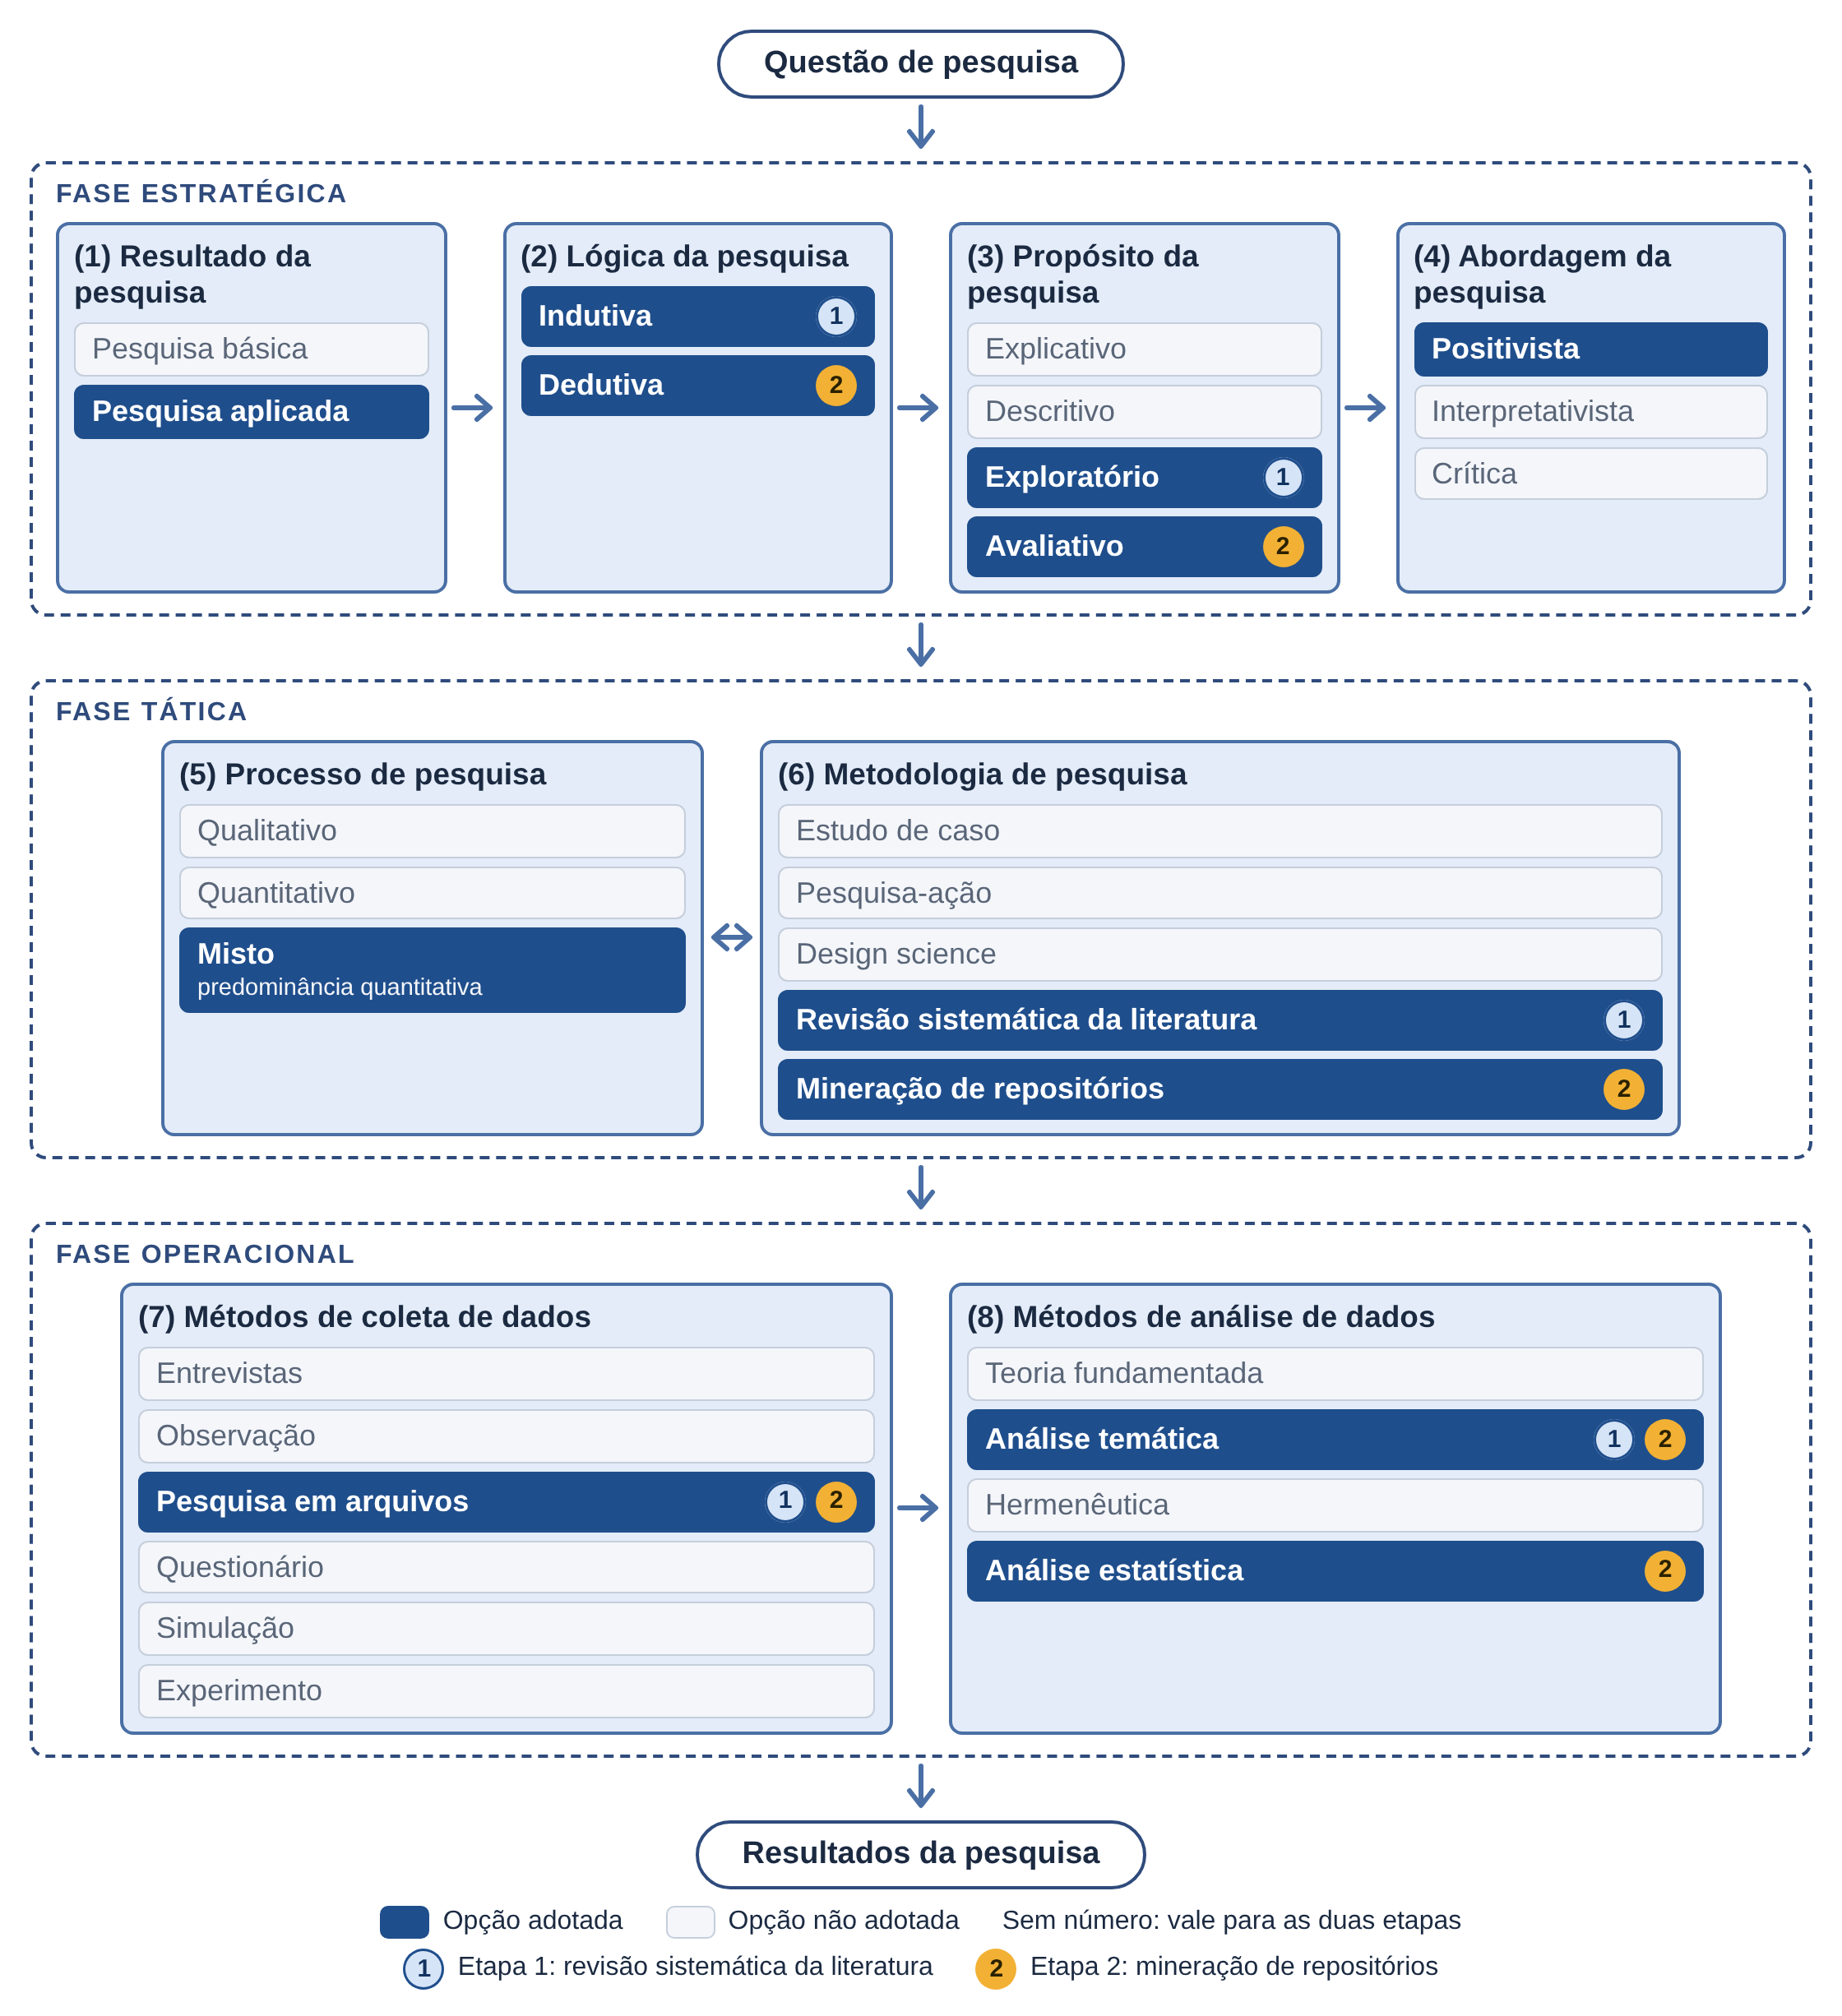 Questão de pesquisa
FASE ESTRATÉGICA
(1) Resultado da
pesquisa
Pesquisa básica
Pesquisa aplicada
(2) Lógica da pesquisa
Indutiva 1
Dedutiva 2
(3) Propósito da
pesquisa
Explicativo
Descritivo
Exploratório 1
Avaliativo 2
(4) Abordagem da
pesquisa
Positivista
Interpretativista
Crítica
FASE TÁTICA
(5) Processo de pesquisa
Qualitativo
Quantitativo
Misto
predominância quantitativa
(6) Metodologia de pesquisa
Estudo de caso
Pesquisa-ação
Design science
Revisão sistemática da literatura 1
Mineração de repositórios 2
FASE OPERACIONAL
(7) Métodos de coleta de dados
Entrevistas
Observação
Pesquisa em arquivos 1 2
Questionário
Simulação
Experimento
(8) Métodos de análise de dados
Teoria fundamentada
Análise temática 1 2
Hermenêutica
Análise estatística 2
Resultados da pesquisa
Opção adotada Opção não adotada Sem número: vale para as duas etapas
1 Etapa 1: revisão sistemática da literatura 2 Etapa 2: mineração de repositórios